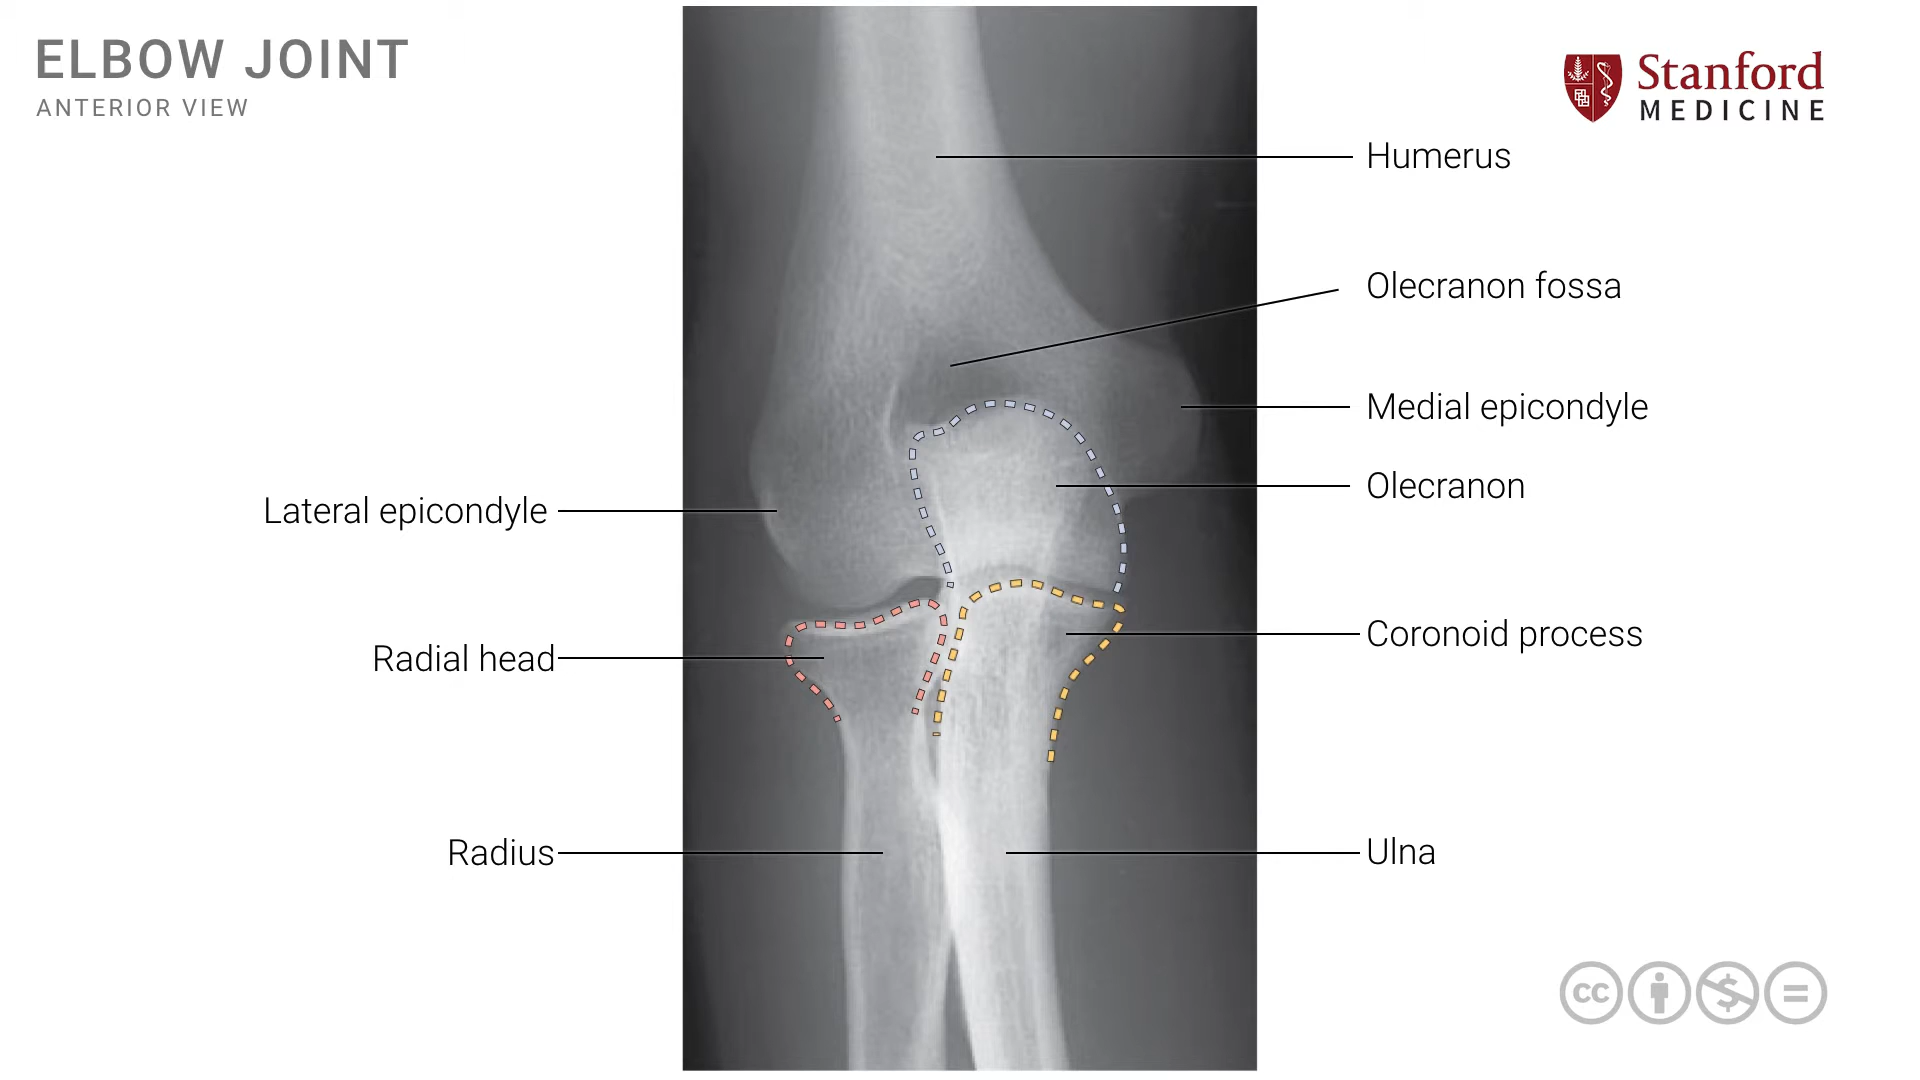 ELBOW JOINT
ANTERIOR VIEW
Stanford
MEDICINE
Humerus
Olecranon fossa
Medial epicondyle
Olecranon
Lateral epicondyle
Coronoid process
Radial head
Radius
Ulna
cc